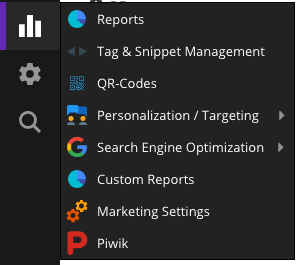 Reports
Tag & Snippet Management
QR-Codes
Personalization / Targeting
Search Engine Optimization
Custom Reports
Marketing Settings
Piwik